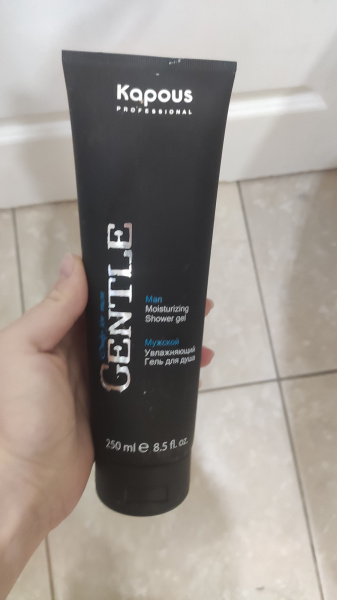 Kapous
PROFESSIONAL
GENTLE
Man
Moisturizing
Shower gel
Мужской
Увлажняющий
Гель для душа
250 ml e 8.5 fl. oz.